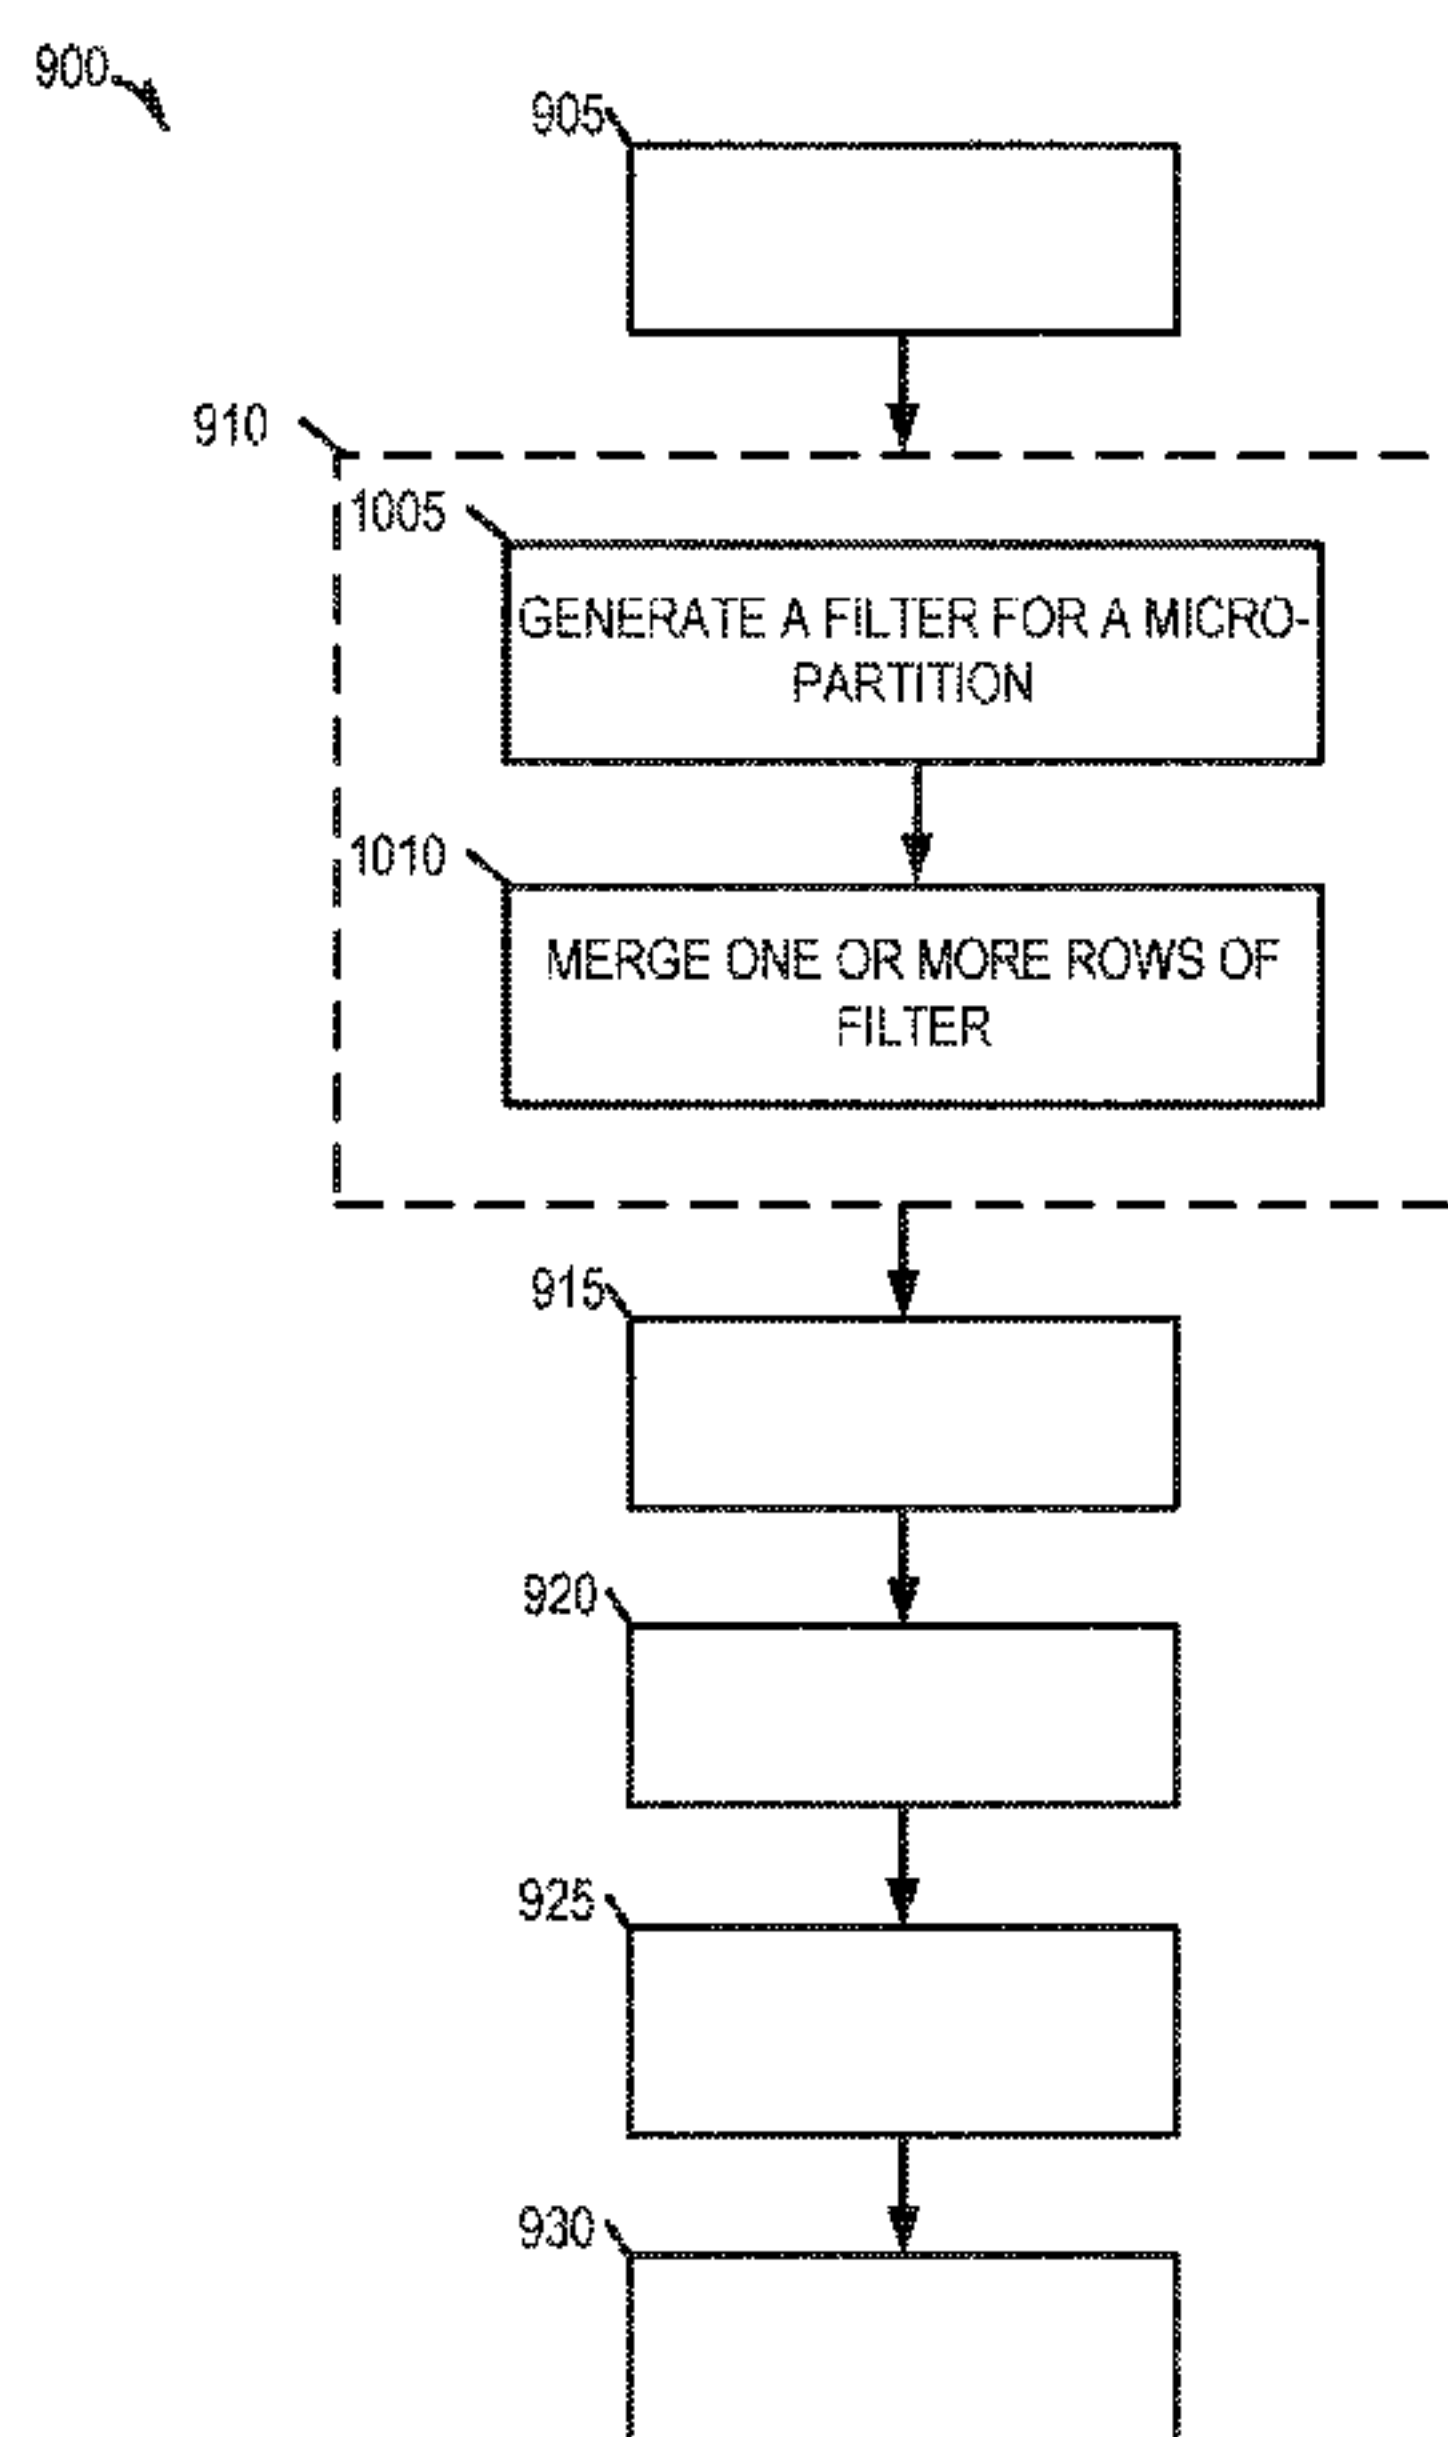 900
905
910
1005
GENERATE A FILTER FOR A MICRO-
PARTITION
1010
MERGE ONE OR MORE ROWS OF
FILTER
915
920
925
930